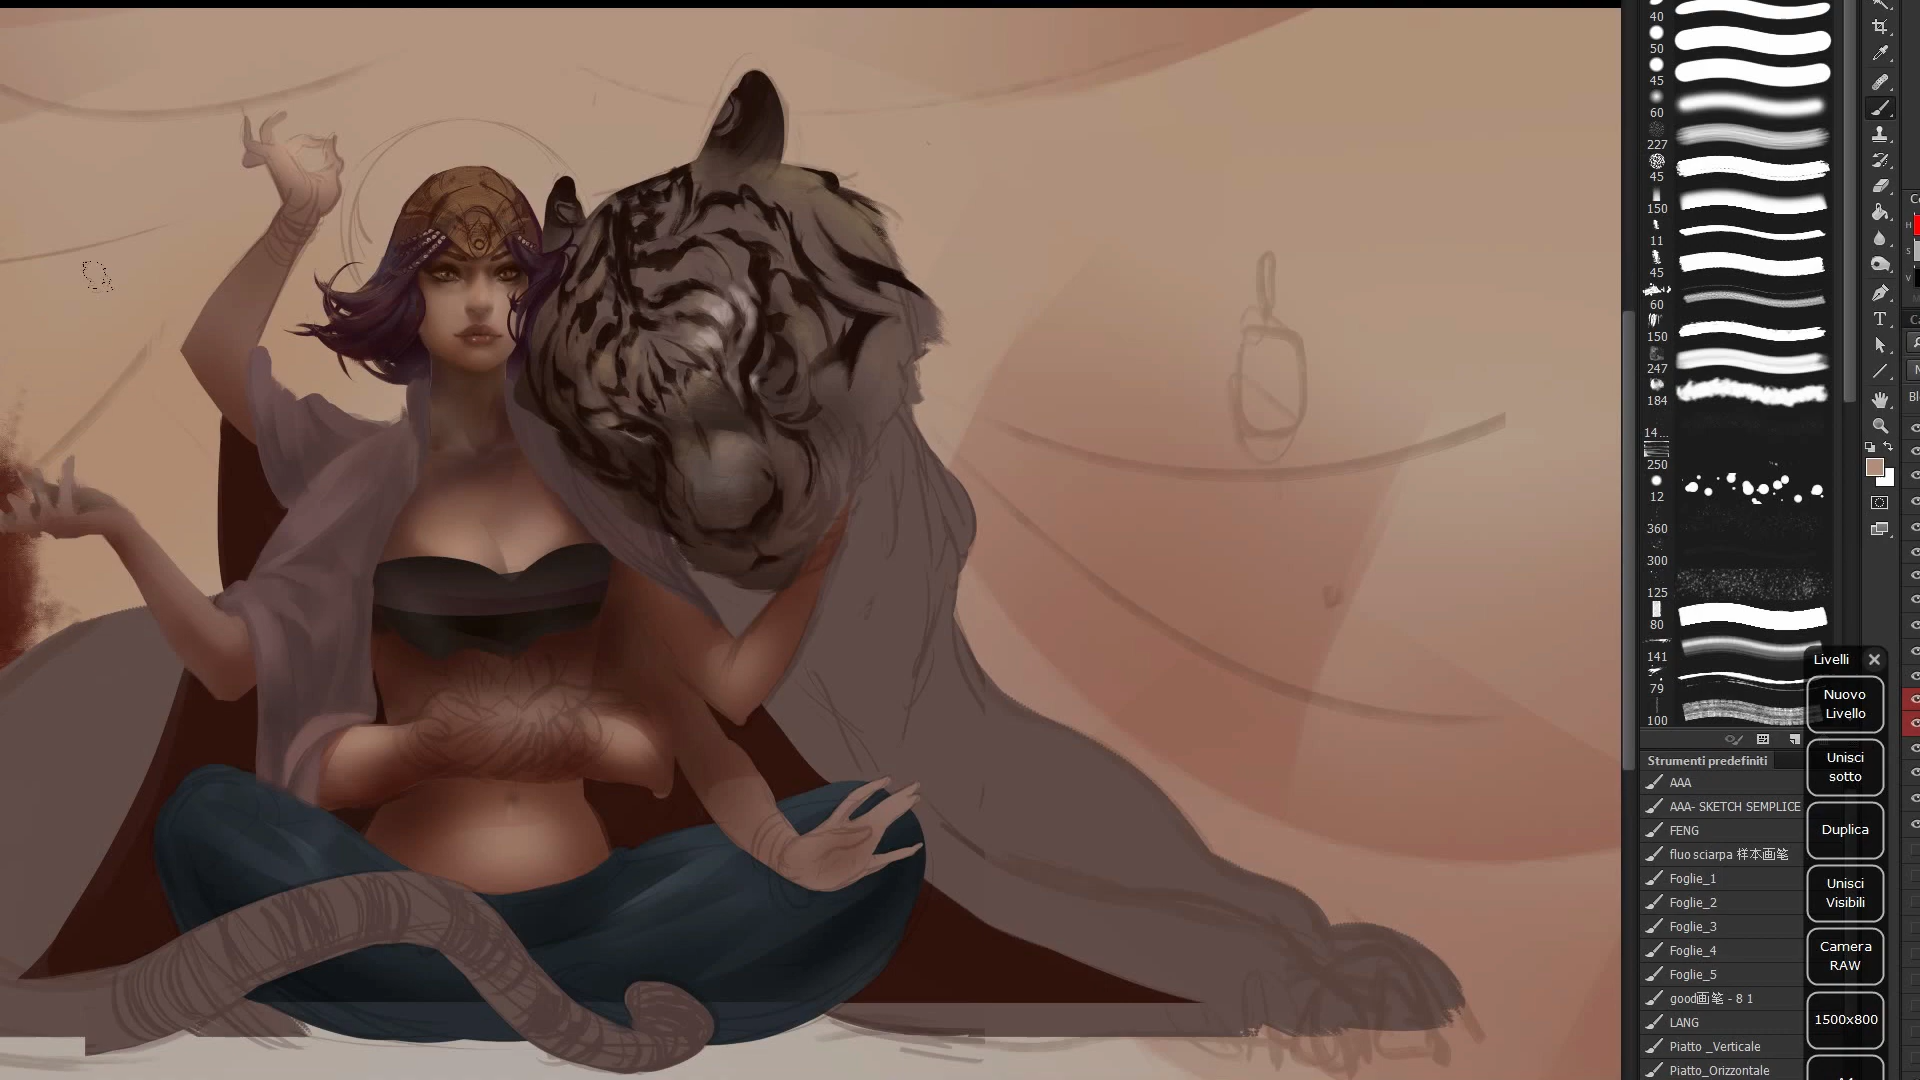 40
50
45
60
227
45
150
11
45
60
150
247
184
14...
250
12
360
300
125
80
141
79
100
Livelli
Nuovo
Livello
Unisci
sotto
Duplica
Unisci
Visibili
Camera
RAW
1500x800
Strumenti predefiniti
AAA
AAA- SKETCH SEMPLICE
FENG
fluo sciarpa 样本画笔
Foglie_1
Foglie_2
Foglie_3
Foglie_4
Foglie_5
good画笔 - 8 1
LANG
Piatto _Verticale
Piatto_Orizzontale
H
S
V